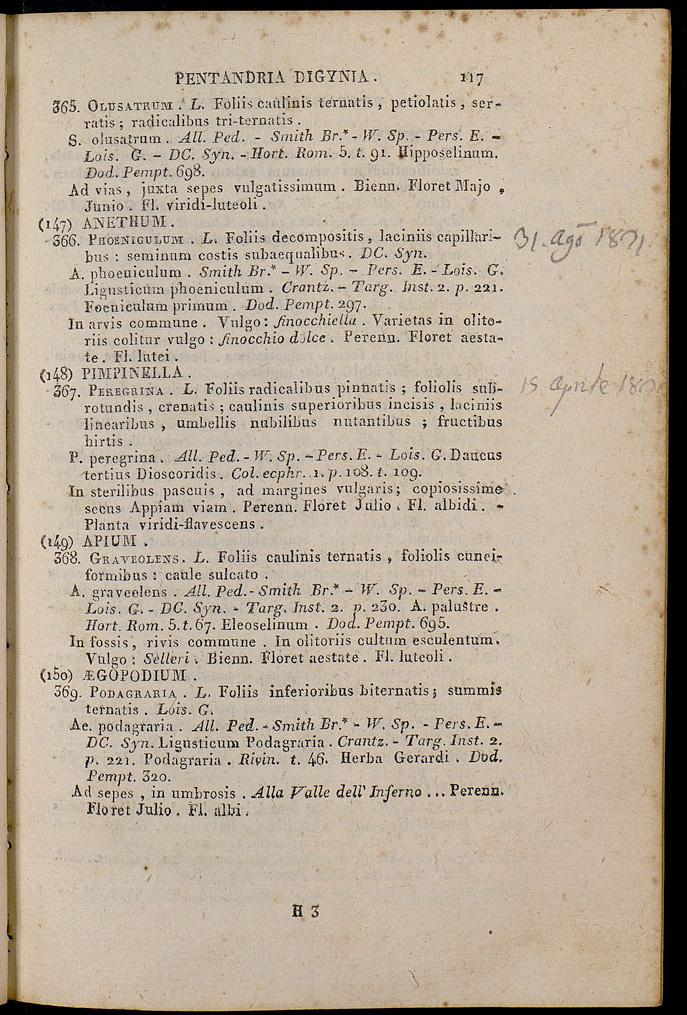 PENTANDRIA DIGYNIA. 117
365. OLUSATRUM. L. Foliis caulinis ternatis, petiolatis, ser-
ratis; radicalibus tri-ternatis.
S. olusatrum. All. Ped. - Smith Br.* - W. Sp. - Pers. E. -
Lois. G. - DC. Syn. - Hort. Rom. 5. t. 91. Hipposelinum.
Dod. Pempt. 698.
Ad vias, juxta sepes vulgatissimum. Bienn. Floret Majo,
Junio. Fl. viridi-luteoli.
(147) ANETHUM.
366. PHOENICULUM. L. Foliis decompositis, laciniis capillari-
bus: seminum costis subaequalibus. DC. Syn.
31. Ago 1871
A. phoeniculum. Smith Br.* - W. Sp. - Pers. E. - Lois. G.
Ligusticum phoeniculum. Crantz. - Targ. Inst. 2. p. 221.
Foeniculum primum. Dod. Pempt. 297.
In arvis commune. Vulgo: finocchiella. Varietas in olito-
riis colitur vulgo: finocchio dolce. Perenn. Floret aesta-
te. Fl. lutei.
(148) PIMPINELLA.
367. PEREGRINA. L. Foliis radicalibus pinnatis; foliolis sub-
15 Aprile
rotundis, crenatis; caulinis superioribus incisis, laciniis
linearibus, umbellis nubilibus nutantibus; fructibus
hirtis.
P. peregrina. All. Ped. - W. Sp. - Pers. E. - Lois. G. Daucus
tertius Dioscoridis. Col. ecphr. 1. p. 108. t. 109.
In sterilibus pascuis, ad margines vulgaris; copiosissime
secus Appiam viam. Perenn. Floret Julio. Fl. albidi. -
Planta viridi-flavescens.
(149) APIUM.
368. GRAVEOLENS. L. Foliis caulinis ternatis, foliolis cunei-
formibus: caule sulcato.
A. graveolens. All. Ped. - Smith Br.* - W. Sp. - Pers. E. -
Lois. G. - DC. Syn. - Targ. Inst. 2. p. 230. A. palustre.
Hort. Rom. 5. t. 67. Eleoselinum. Dod. Pempt. 695.
In fossis, rivis commune. In olitoriis cultum esculentum.
Vulgo: Selleri. Bienn. Floret aestate. Fl. luteoli.
(150) ÆGOPODIUM.
369. PODAGRARIA. L. Foliis inferioribus biternatis; summis
ternatis. Lois. G.
Ae. podagraria. All. Ped. - Smith Br.* - W. Sp. - Pers. E. -
DC. Syn. Ligusticum Podagraria. Crantz. - Targ. Inst. 2.
p. 221. Podagraria. Rivin. t. 46. Herba Gerardi. Dod.
Pempt. 320.
Ad sepes, in umbrosis. Alla Valle dell' Inferno ... Perenn.
Floret Julio. Fl. albi.
H 3